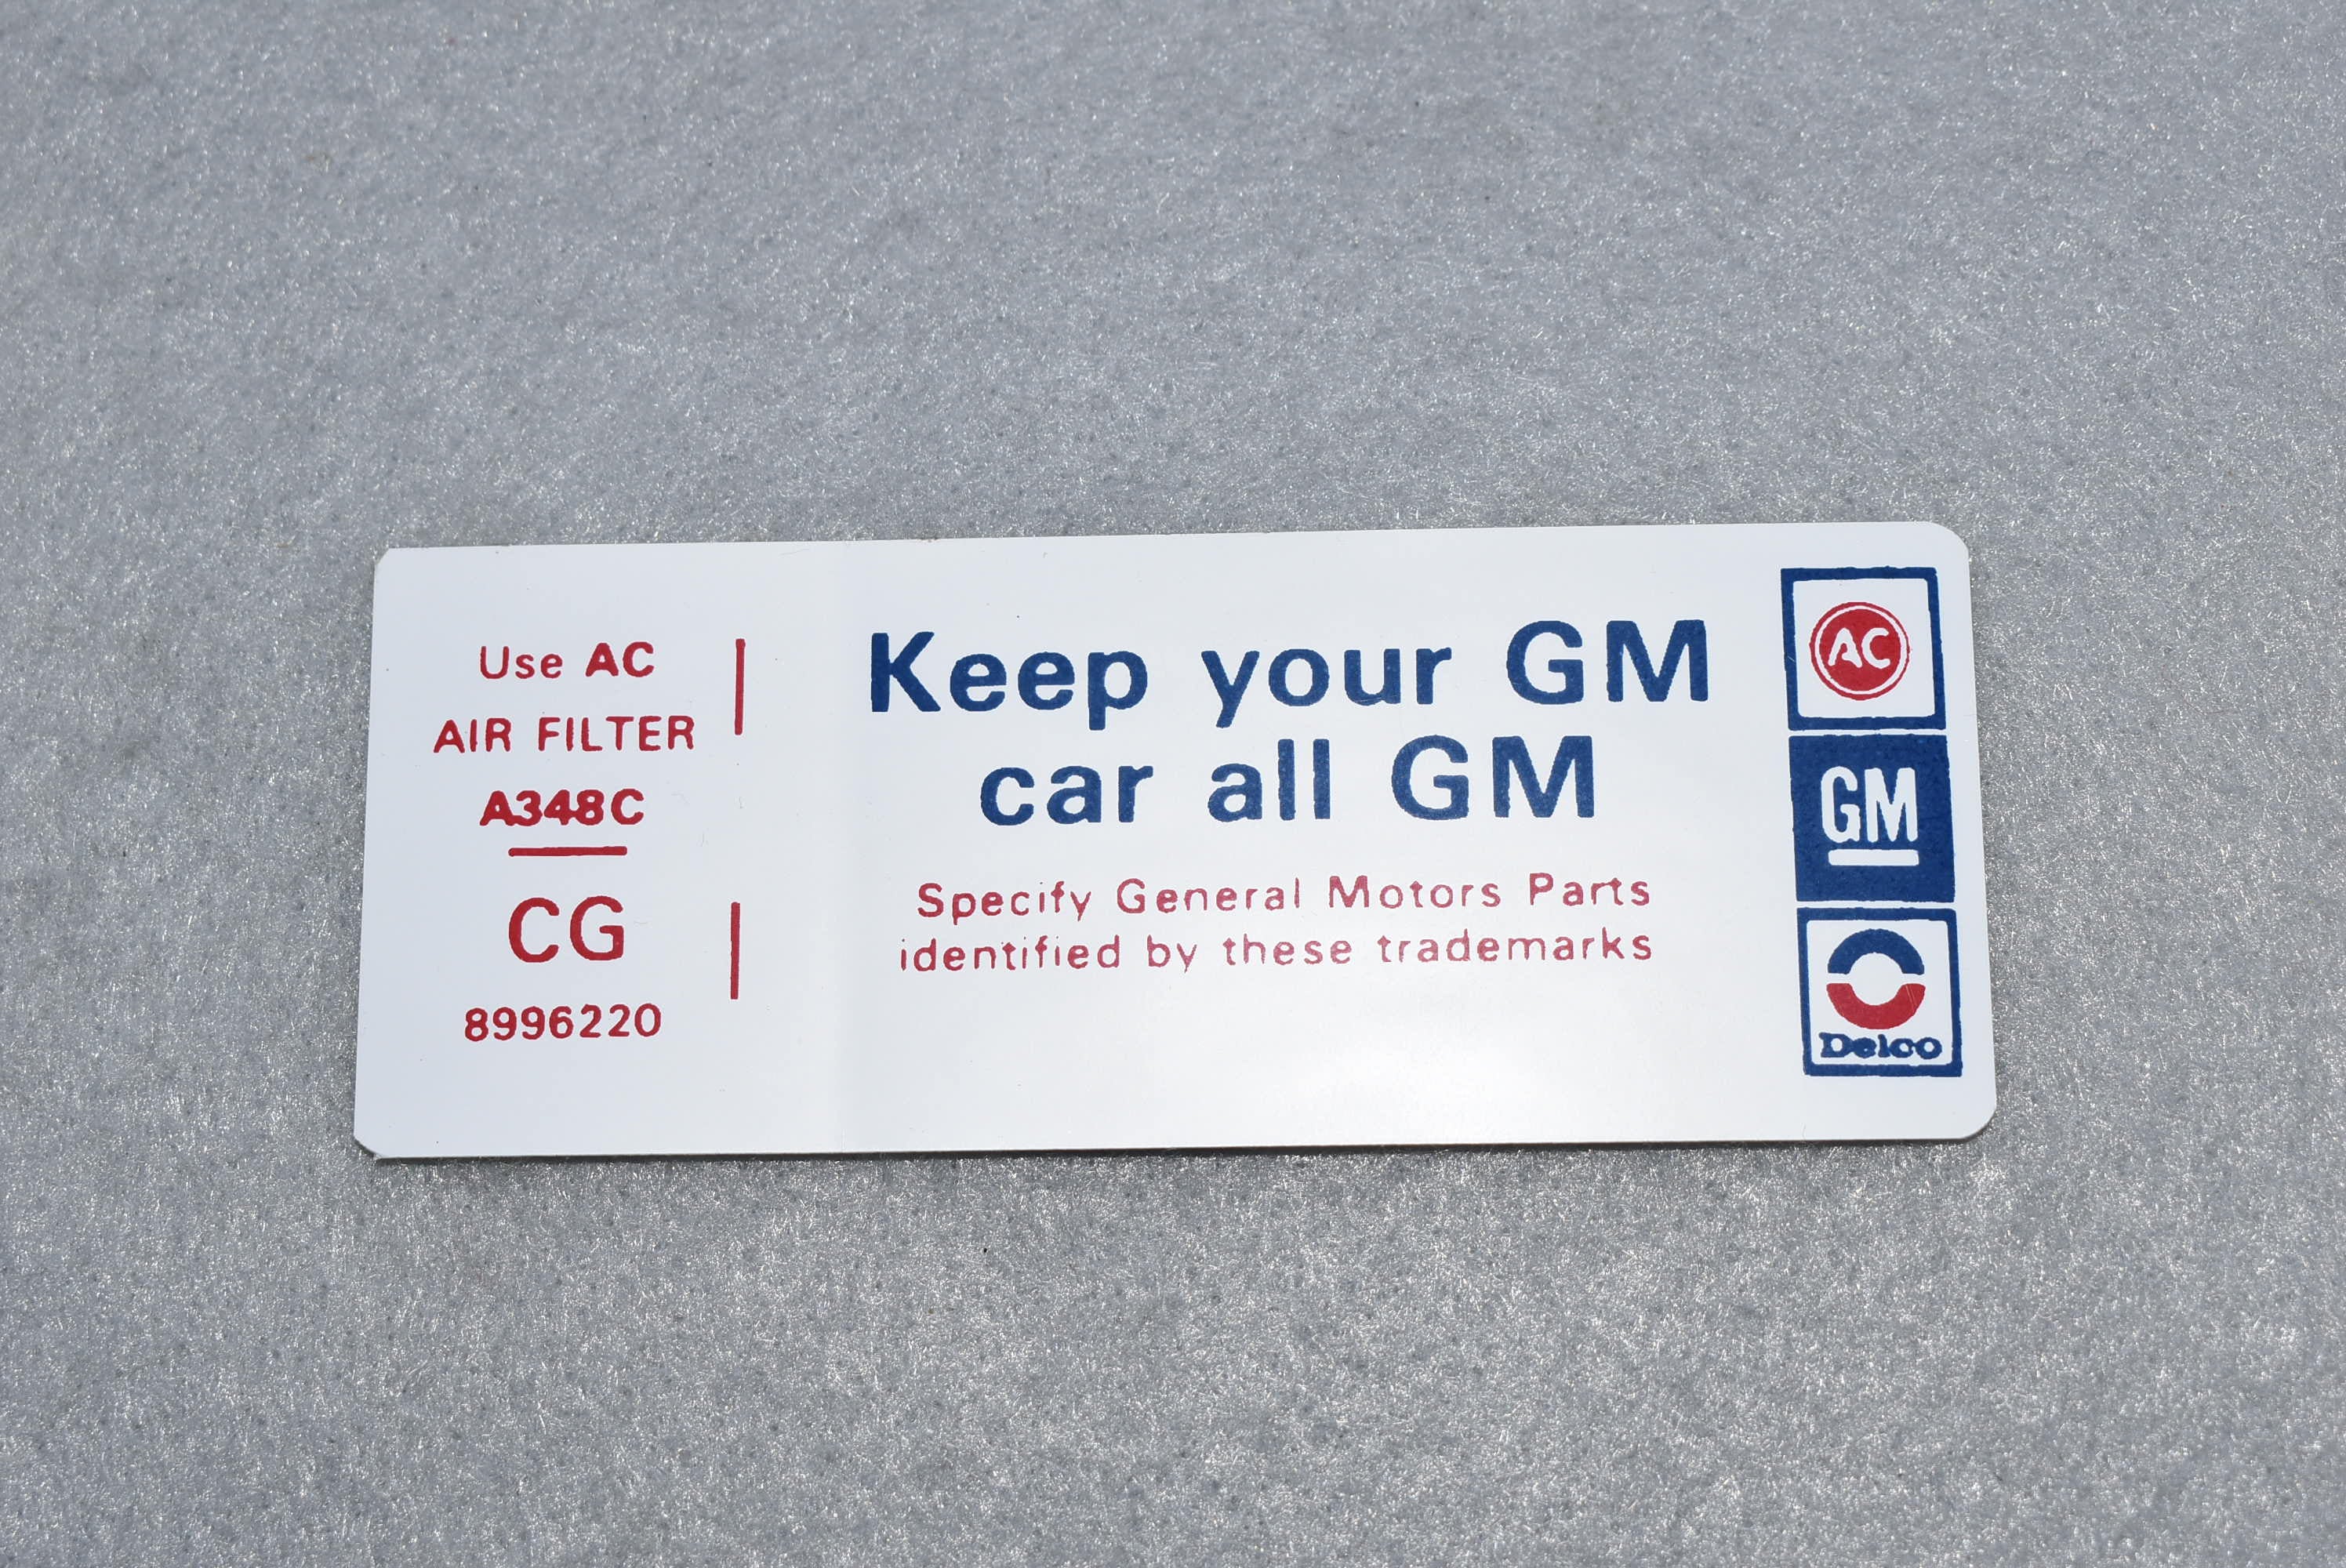 Use AC
AIR FILTER
A348C
CG
8996220
Keep your GM
car all GM
Specify General Motors Parts
identified by these trademarks
AC
GM
Delco